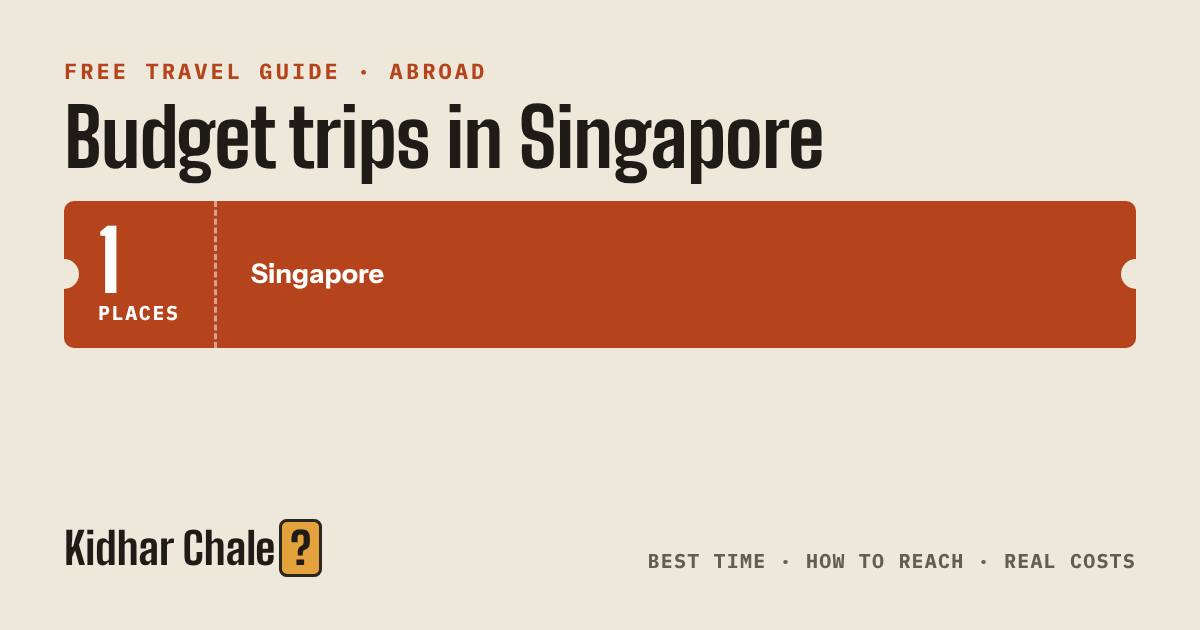 FREE TRAVEL GUIDE · ABROAD
Budget trips in Singapore
1
PLACES
Singapore
Kidhar Chale ?
BEST TIME · HOW TO REACH · REAL COSTS